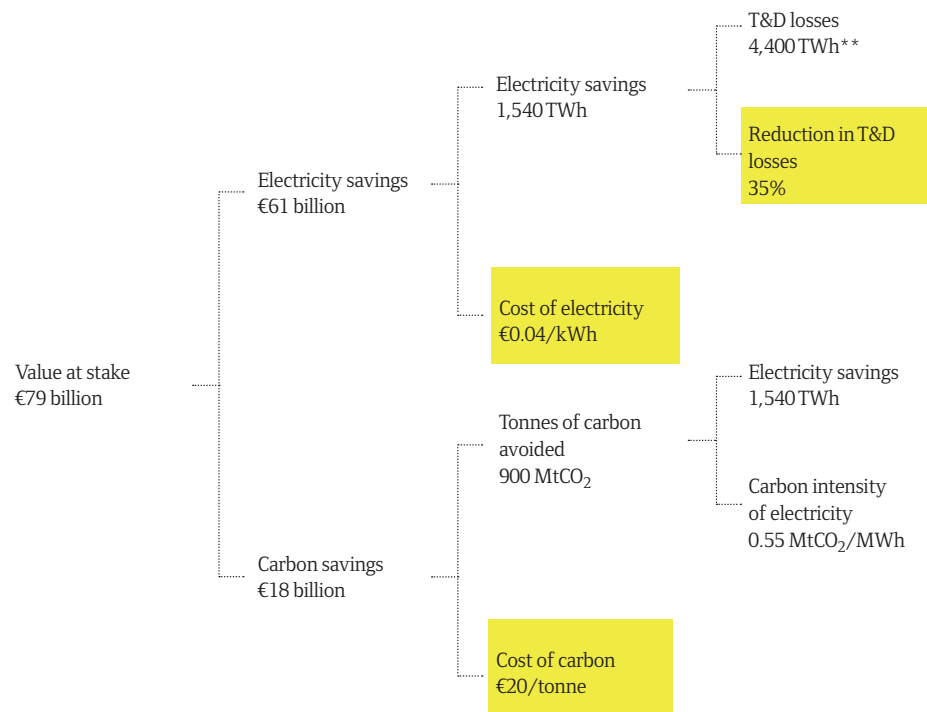 Value at stake
€79 billion
Electricity savings
€61 billion
Electricity savings
1,540 TWh
T&D losses
4,400 TWh**
Reduction in T&D
losses
35%
Cost of electricity
€0.04/kWh
Carbon savings
€18 billion
Tonnes of carbon
avoided
900 MtCO₂
Electricity savings
1,540 TWh
Carbon intensity
of electricity
0.55 MtCO₂/MWh
Cost of carbon
€20/tonne